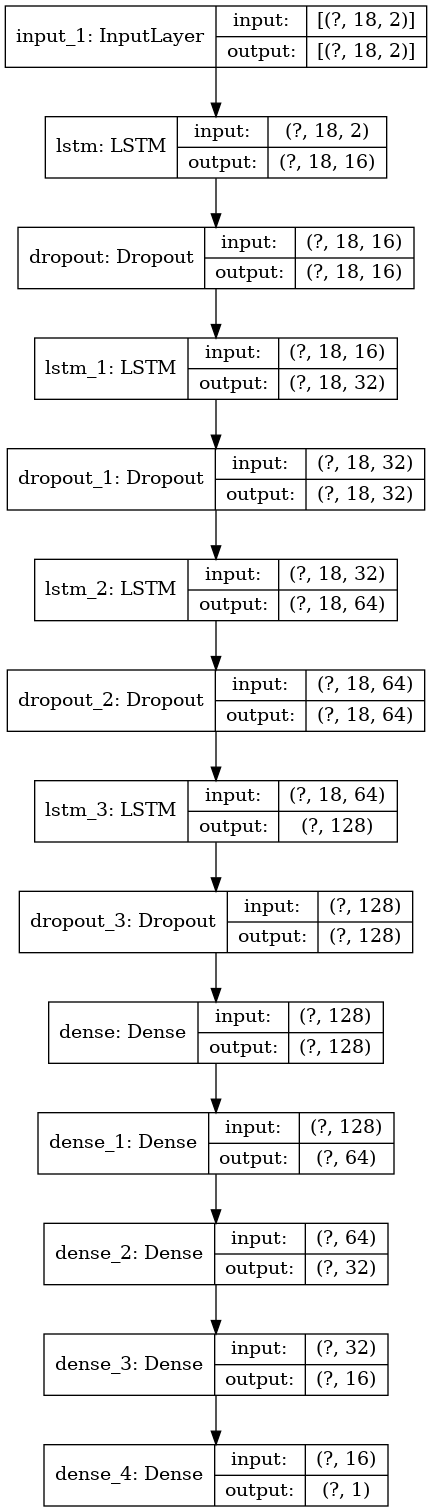 input_1: InputLayer
input:
[(?, 18, 2)]
output:
[(?, 18, 2)]
lstm: LSTM
input:
(?, 18, 2)
output:
(?, 18, 16)
dropout: Dropout
input:
(?, 18, 16)
output:
(?, 18, 16)
lstm_1: LSTM
input:
(?, 18, 16)
output:
(?, 18, 32)
dropout_1: Dropout
input:
(?, 18, 32)
output:
(?, 18, 32)
lstm_2: LSTM
input:
(?, 18, 32)
output:
(?, 18, 64)
dropout_2: Dropout
input:
(?, 18, 64)
output:
(?, 18, 64)
lstm_3: LSTM
input:
(?, 18, 64)
output:
(?, 128)
dropout_3: Dropout
input:
(?, 128)
output:
(?, 128)
dense: Dense
input:
(?, 128)
output:
(?, 128)
dense_1: Dense
input:
(?, 128)
output:
(?, 64)
dense_2: Dense
input:
(?, 64)
output:
(?, 32)
dense_3: Dense
input:
(?, 32)
output:
(?, 16)
dense_4: Dense
input:
(?, 16)
output:
(?, 1)